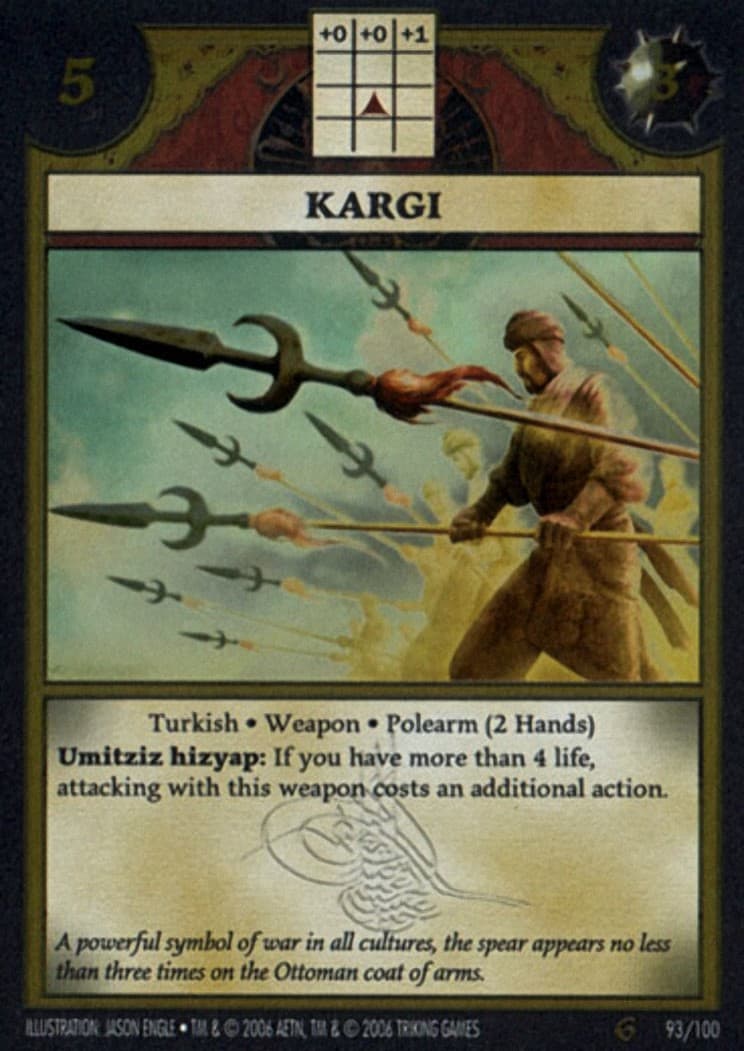 +0 +0 +1
5
3
KARGI
Turkish • Weapon • Polearm (2 Hands)
Umitziz hizyap: If you have more than 4 life,
attacking with this weapon costs an additional action.
A powerful symbol of war in all cultures, the spear appears no less
than three times on the Ottoman coat of arms.
ILLUSTRATION: JASON ENGLE • TM & © 2006 AETN, TM & © 2006 TRIKING GAMES
6 93/100